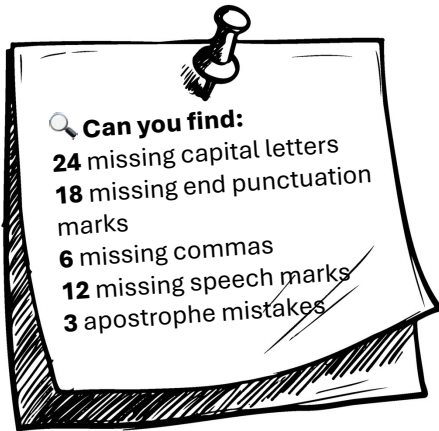 Can you find:
24 missing capital letters
18 missing end punctuation
marks
6 missing commas
12 missing speech marks
3 apostrophe mistakes